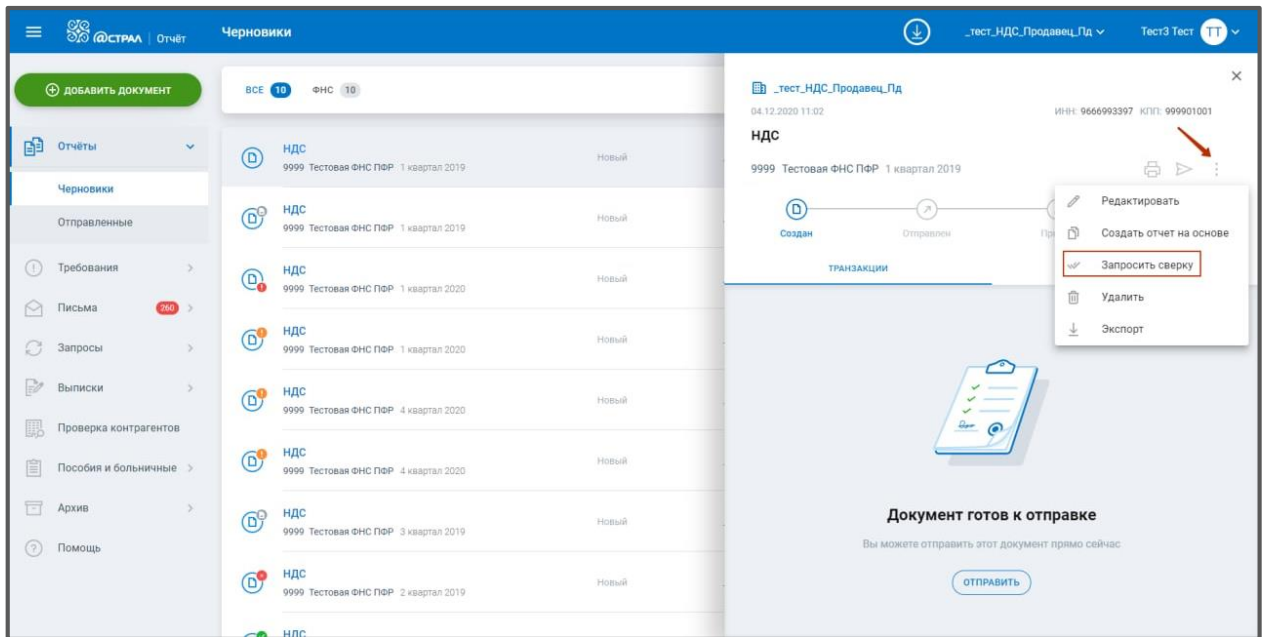 @СТРАЛ | Отчёт
Черновики
_тест_НДС_Продавец_Пд
Тест3 Тест
ТТ
ДОБАВИТЬ ДОКУМЕНТ
Отчёты
Черновики
Отправленные
Требования
Письма 260
Запросы
Выписки
Проверка контрагентов
Пособия и больничные
Архив
Помощь
ВСЕ 10 ФНС 10
НДС
Новый
9999 Тестовая ФНС ПФР 1 квартал 2019
НДС
Новый
9999 Тестовая ФНС ПФР 1 квартал 2019
НДС
Новый
9999 Тестовая ФНС ПФР 1 квартал 2020
НДС
Новый
9999 Тестовая ФНС ПФР 1 квартал 2020
НДС
Новый
9999 Тестовая ФНС ПФР 4 квартал 2020
НДС
Новый
9999 Тестовая ФНС ПФР 4 квартал 2020
НДС
Новый
9999 Тестовая ФНС ПФР 3 квартал 2019
НДС
Новый
9999 Тестовая ФНС ПФР 2 квартал 2019
НДС
_тест_НДС_Продавец_Пд
04.12.2020 11:02
ИНН: 9666993397 КПП: 999901001
НДС
9999 Тестовая ФНС ПФР 1 квартал 2019
Создан
Отправлен
ТРАНЗАКЦИИ
Редактировать
Создать отчет на основе
Запросить сверку
Удалить
Экспорт
Документ готов к отправке
Вы можете отправить этот документ прямо сейчас
ОТПРАВИТЬ